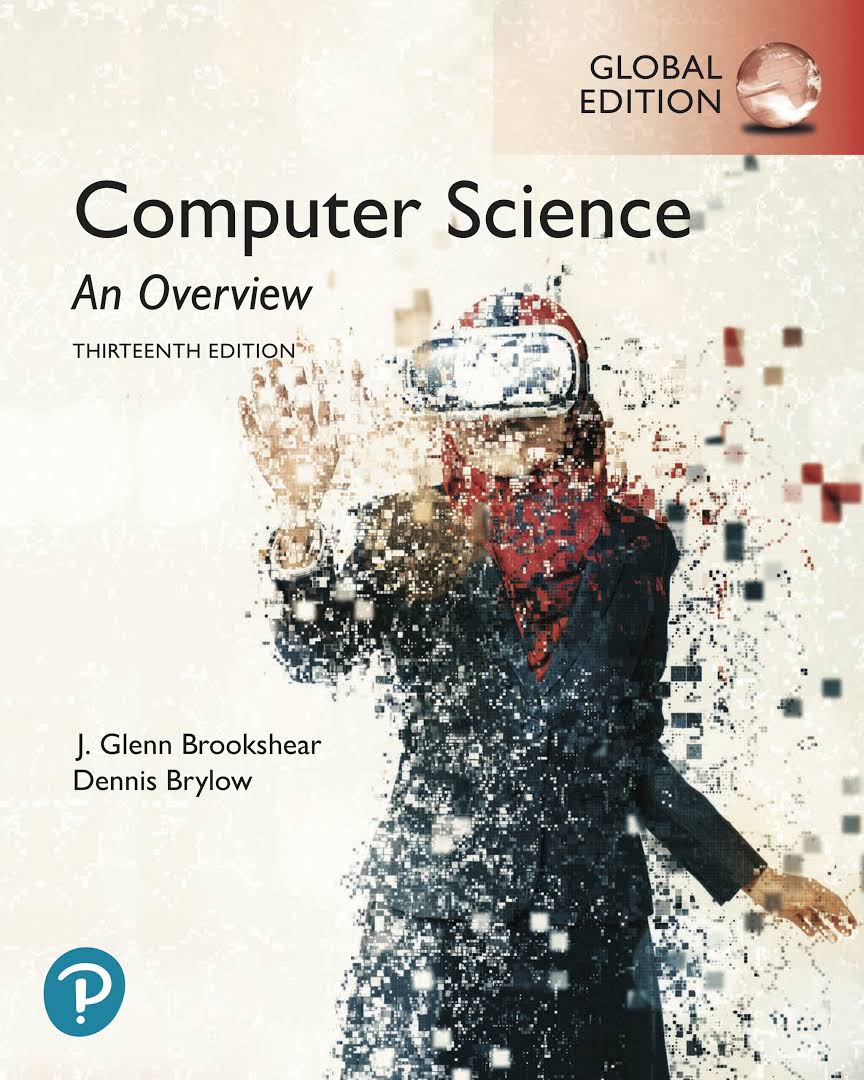 GLOBAL
EDITION
Computer Science
An Overview
THIRTEENTH EDITION
J. Glenn Brookshear
Dennis Brylow
P